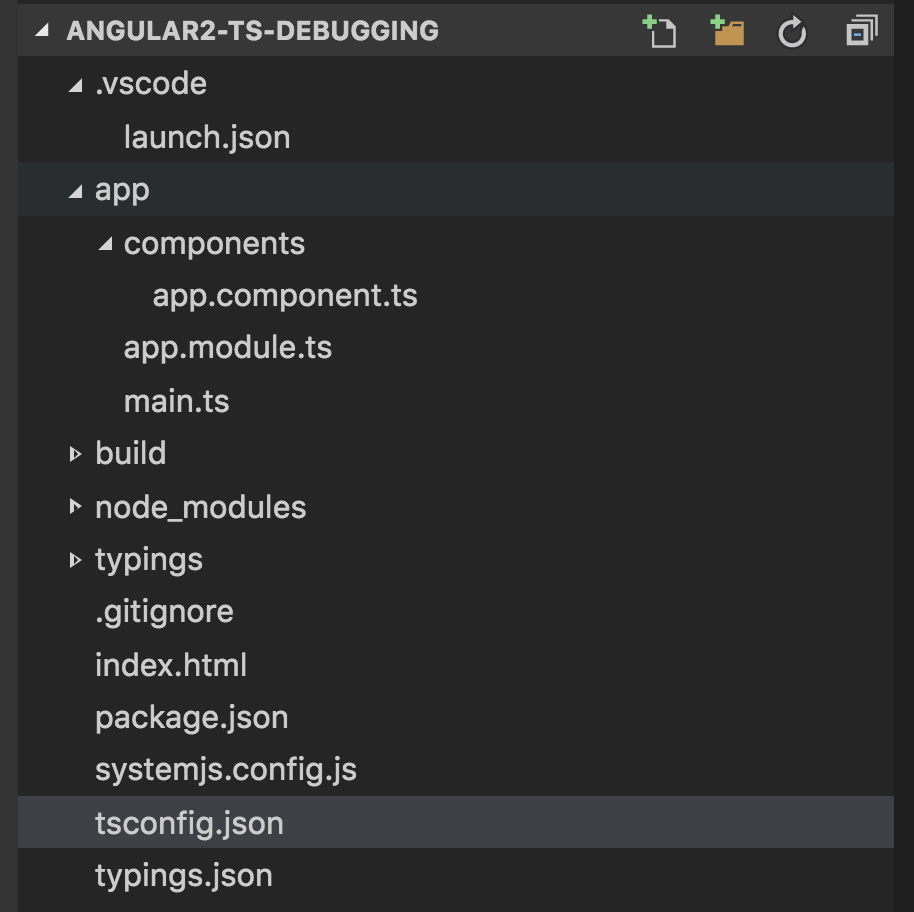 ANGULAR2-TS-DEBUGGING
.vscode
launch.json
app
components
app.component.ts
app.module.ts
main.ts
build
node_modules
typings
.gitignore
index.html
package.json
systemjs.config.js
tsconfig.json
typings.json